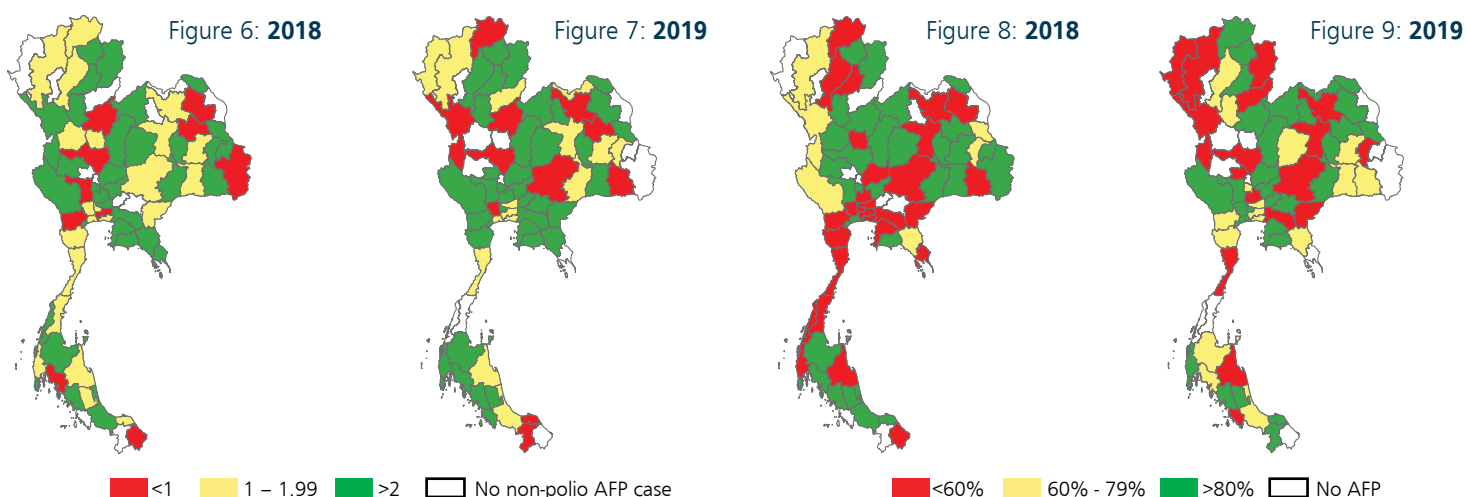 Figure 6: 2018
Figure 7: 2019
Figure 8: 2018
Figure 9: 2019
<1
1 – 1.99
>2
No non-polio AFP case
<60%
60% - 79%
>80%
No AFP